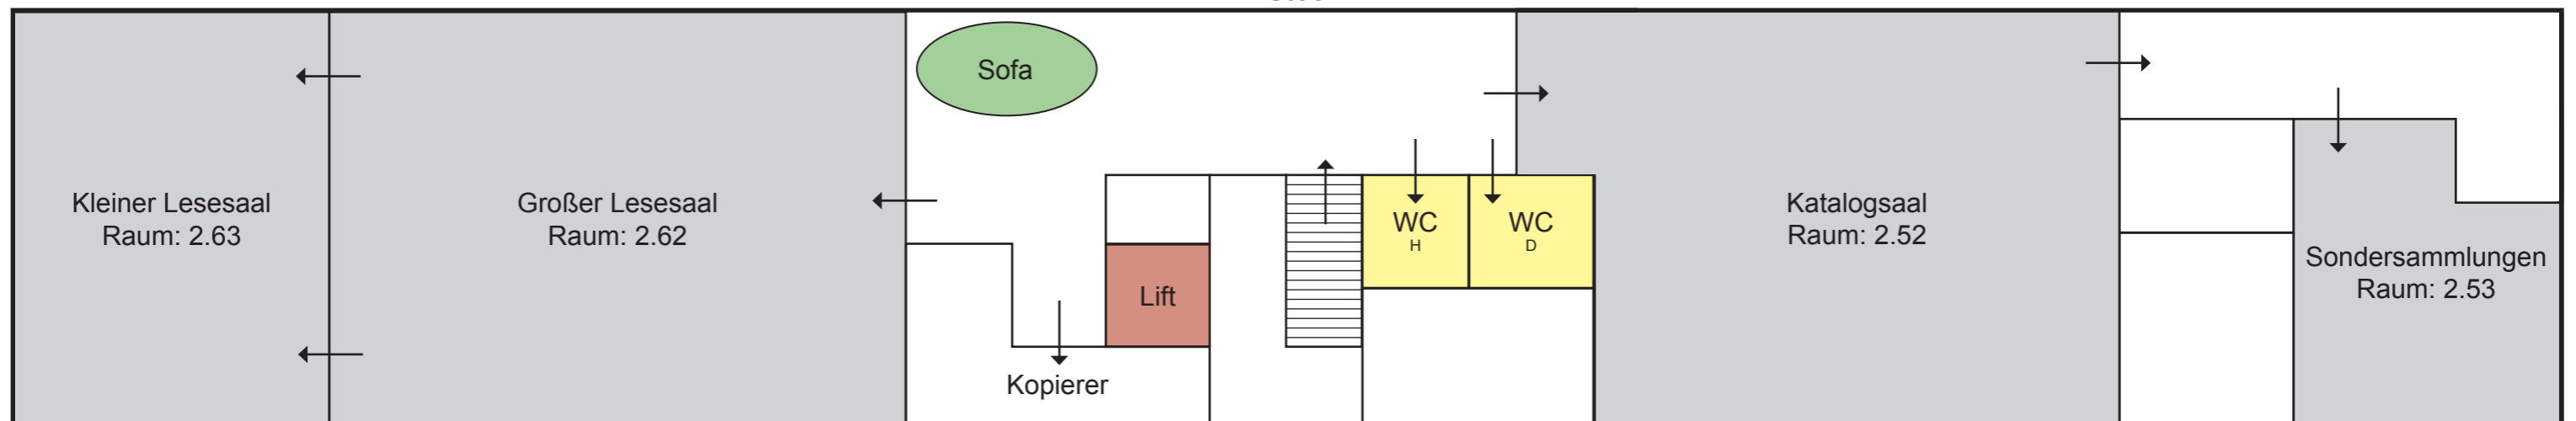 Sofa
Kleiner Lesesaal
Raum: 2.63
Großer Lesesaal
Raum: 2.62
Lift
Kopierer
WC
H
WC
D
Katalogsaal
Raum: 2.52
Sondersammlungen
Raum: 2.53